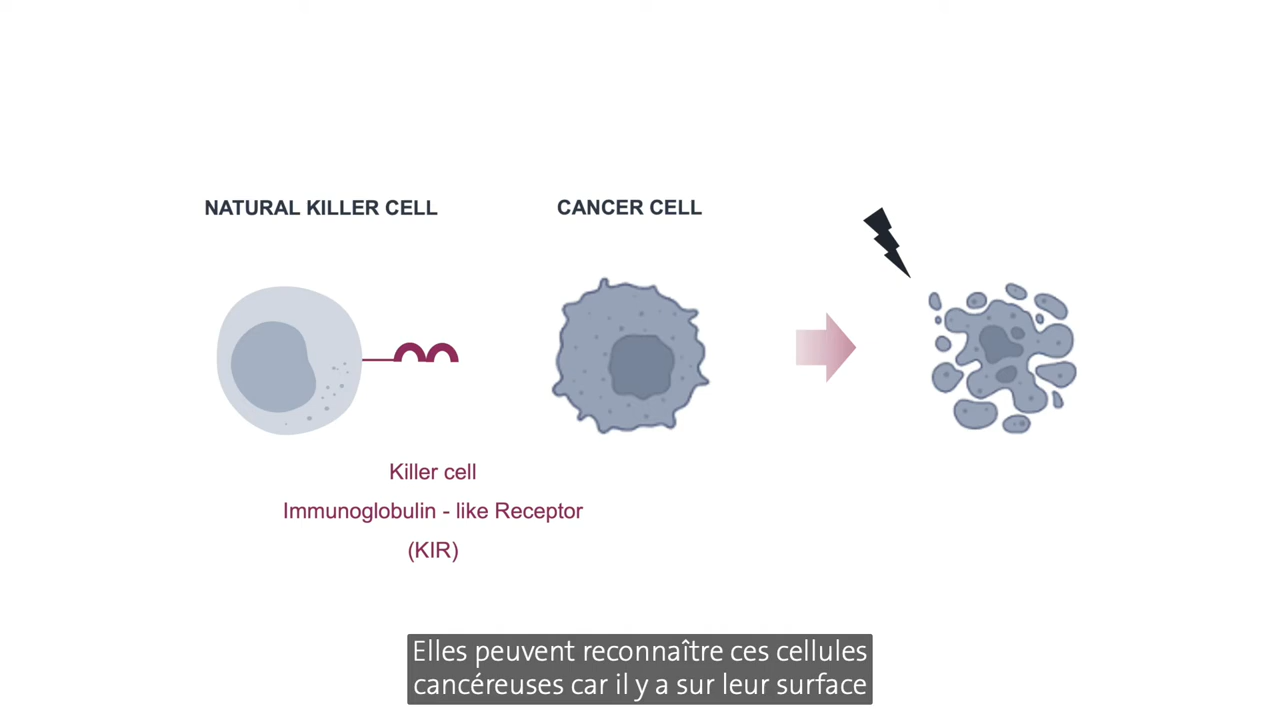 NATURAL KILLER CELL
CANCER CELL
Killer cell
Immunoglobulin - like Receptor
(KIR)
Elles peuvent reconnaître ces cellules
cancéreuses car il y a sur leur surface